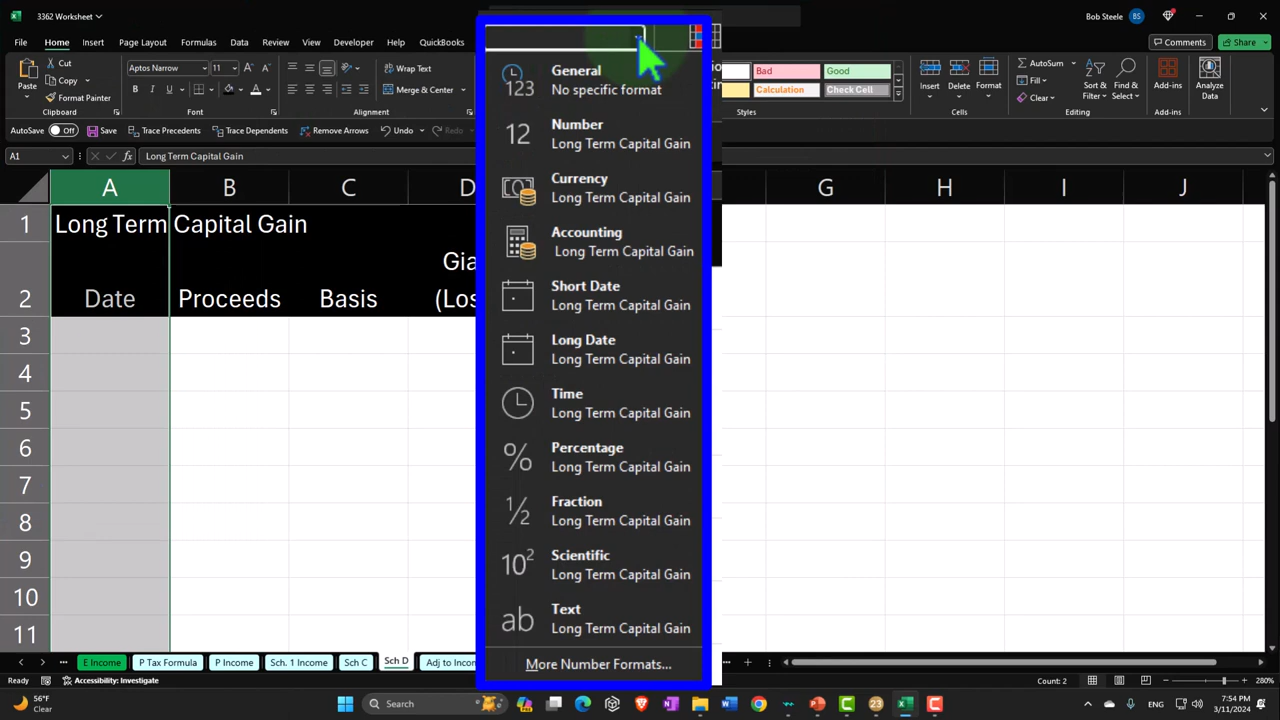 3362 Worksheet
Bob Steele
BS
File
Home
Insert
Page Layout
Formulas
Data
Review
View
Developer
Help
QuickBooks
Comments
Share
Cut
Copy
Format Painter
Clipboard
Aptos Narrow
11
Font
Wrap Text
Merge & Center
Alignment
Bad
Good
Calculation
Check Cell
Styles
Insert
Delete
Format
Cells
AutoSum
Fill
Clear
Sort & Filter
Find & Select
Editing
Add-ins
Add-ins
Analyze Data
AutoSave
Off
Save
Trace Precedents
Trace Dependents
Remove Arrows
Undo
Redo
A1
Long Term Capital Gain
A
B
C
D
G
H
I
J
1
Long Term Capital Gain
Gia
2
Date
Proceeds
Basis
(Los
3
4
5
6
7
8
9
10
11
General
No specific format
Number
Long Term Capital Gain
Currency
Long Term Capital Gain
Accounting
Long Term Capital Gain
Short Date
Long Term Capital Gain
Long Date
Long Term Capital Gain
Time
Long Term Capital Gain
Percentage
Long Term Capital Gain
Fraction
Long Term Capital Gain
Scientific
Long Term Capital Gain
Text
Long Term Capital Gain
More Number Formats...
E Income
P Tax Formula
P Income
Sch. 1 Income
Sch C
Sch D
Adj to Incom
Ready
Accessibility: Investigate
Count: 2
280%
56°F
Clear
Search
7:54 PM
3/11/2024